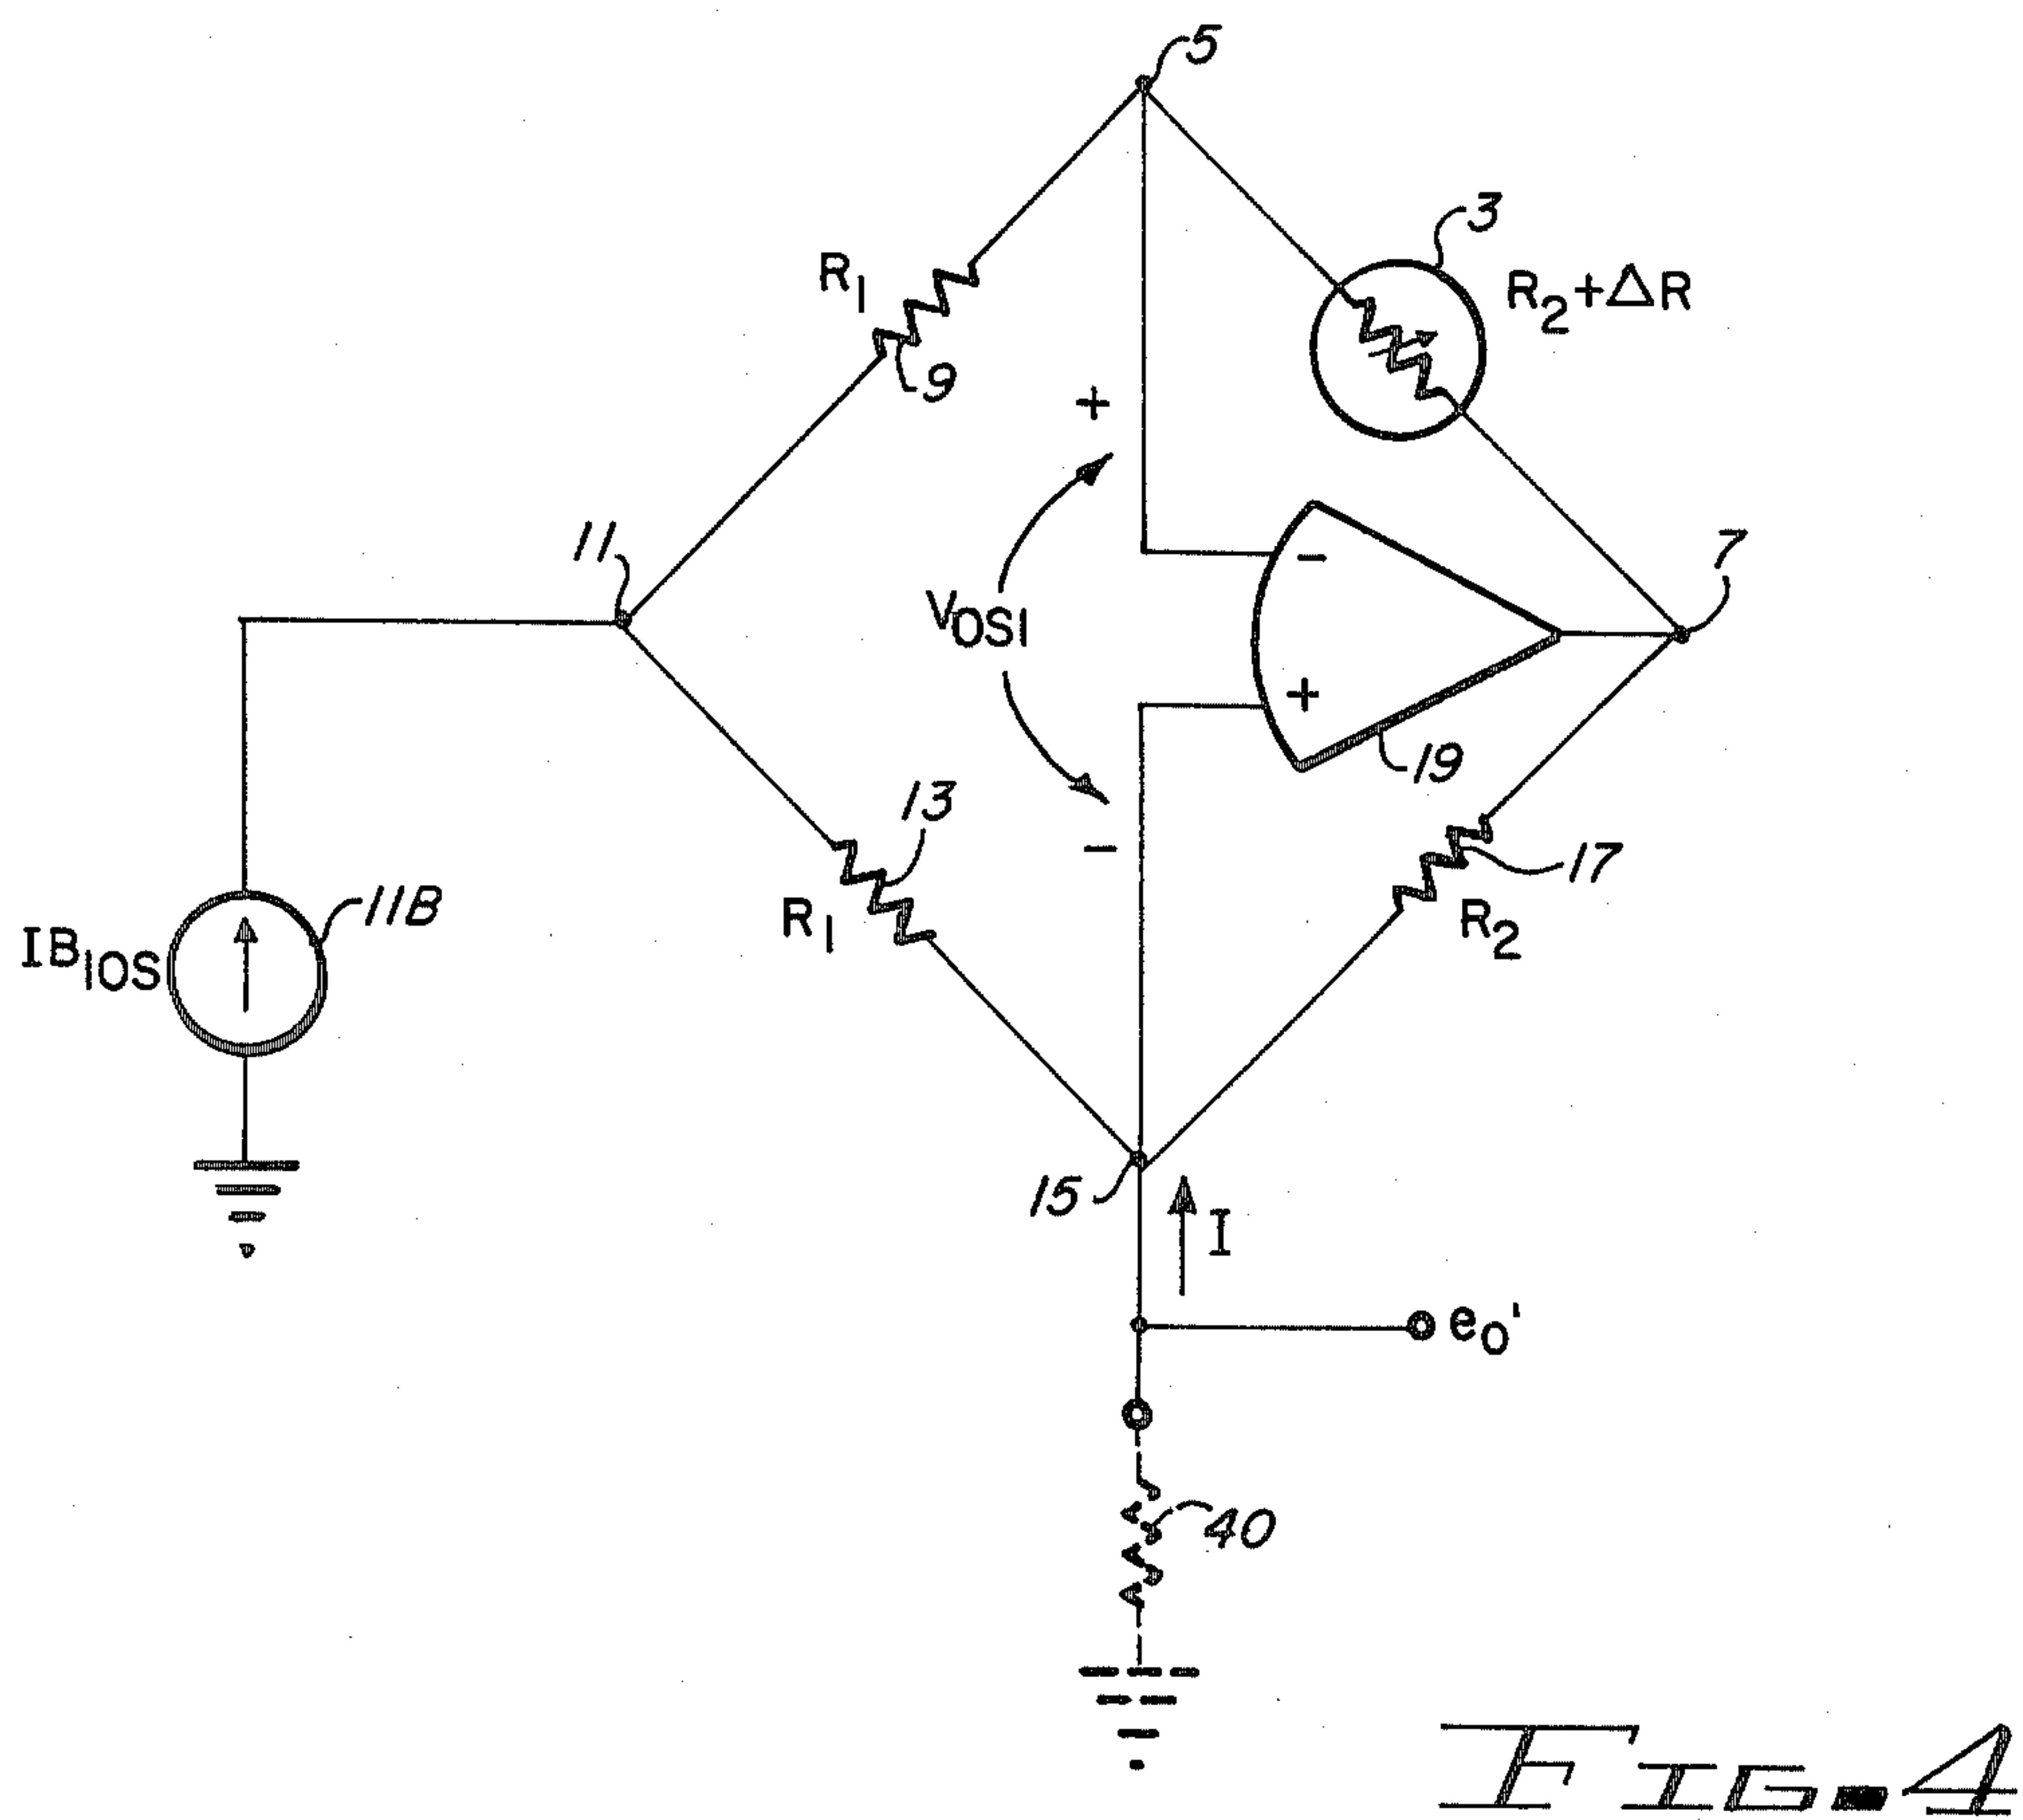 5
3
R2+ΔR
R1
9
+
11
7
-
VOS1
+
19
13
-
17
11B
R1
R2
IB1OS
15
I
eo'
40
FIG-4